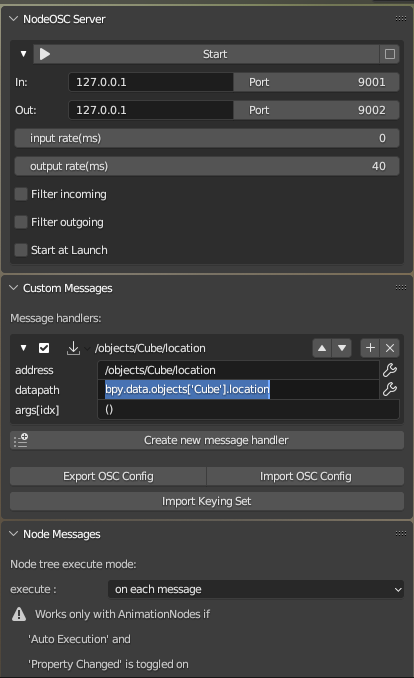 NodeOSC Server
Start
In: 127.0.0.1 Port 9001
Out: 127.0.0.1 Port 9002
input rate(ms) 0
output rate(ms) 40
Filter incoming
Filter outgoing
Start at Launch
Custom Messages
Message handlers:
/objects/Cube/location
address /objects/Cube/location
datapath bpy.data.objects['Cube'].location
args[idx] ()
Create new message handler
Export OSC Config Import OSC Config
Import Keying Set
Node Messages
Node tree execute mode:
execute : on each message
Works only with AnimationNodes if
'Auto Execution' and
'Property Changed' is toggled on